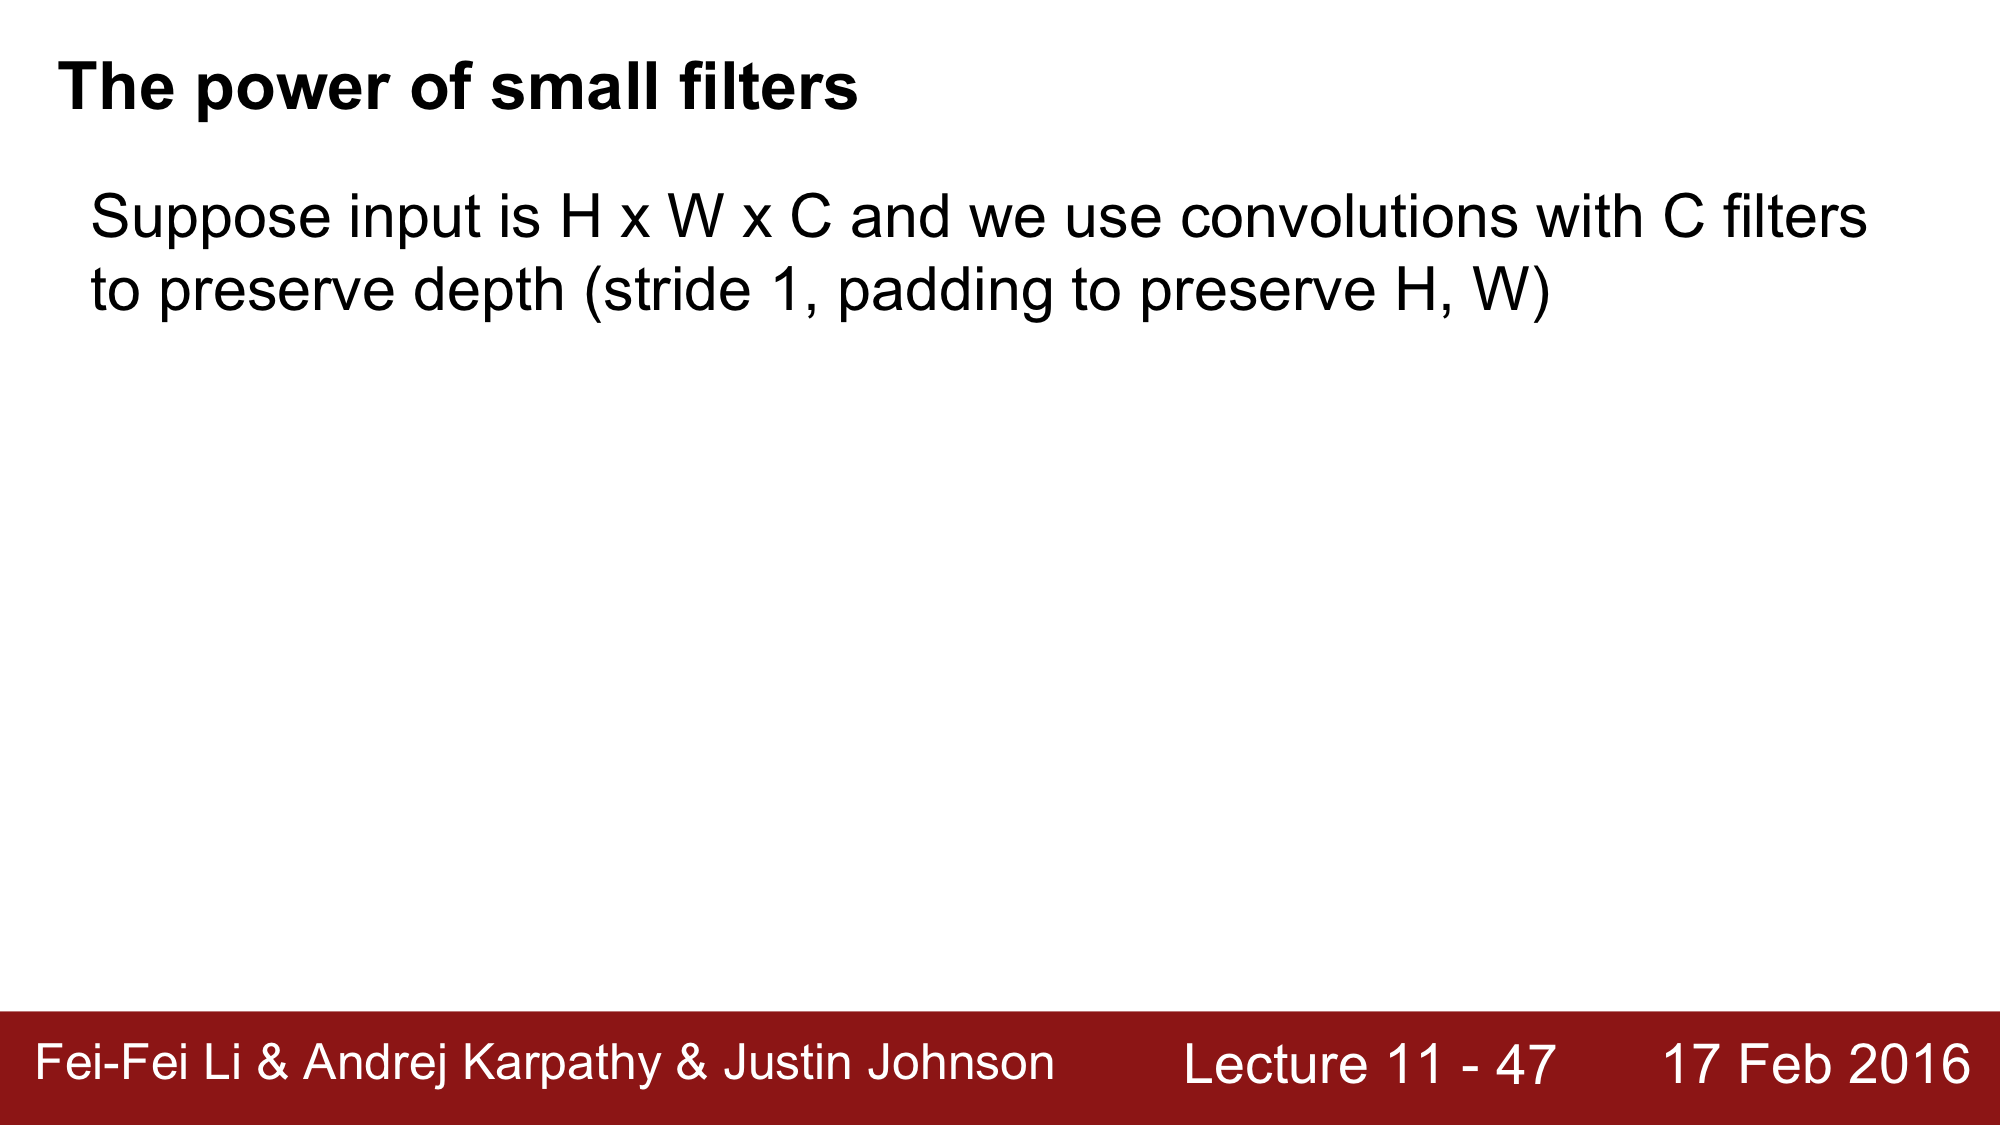 The power of small filters
Suppose input is H x W x C and we use convolutions with C filters
to preserve depth (stride 1, padding to preserve H, W)
Fei-Fei Li & Andrej Karpathy & Justin Johnson
Lecture 11 - 47
17 Feb 2016